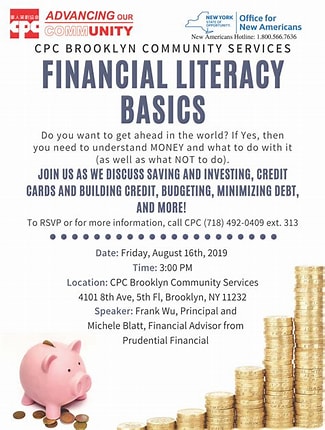 ADVANCING OUR
COMMUNITY
CPC
NEW YORK
STATE OF
OPPORTUNITY.
Office for
New Americans
New Americans Hotline: 1.800.566.7636
CPC BROOKLYN COMMUNITY SERVICES
FINANCIAL LITERACY
BASICS
Do you want to get ahead in the world? If Yes, then
you need to understand MONEY and what to do with it
(as well as what NOT to do).
JOIN US AS WE DISCUSS SAVING AND INVESTING, CREDIT
CARDS AND BUILDING CREDIT, BUDGETING, MINIMIZING DEBT,
AND MORE!
To RSVP or for more information, call CPC (718) 492-0409 ext. 313
Date: Friday, August 16th, 2019
Time: 3:00 PM
Location: CPC Brooklyn Community Services
4101 8th Ave, 5th Fl, Brooklyn, NY 11232
Speaker: Frank Wu, Principal and
Michele Blatt, Financial Advisor from
Prudential Financial